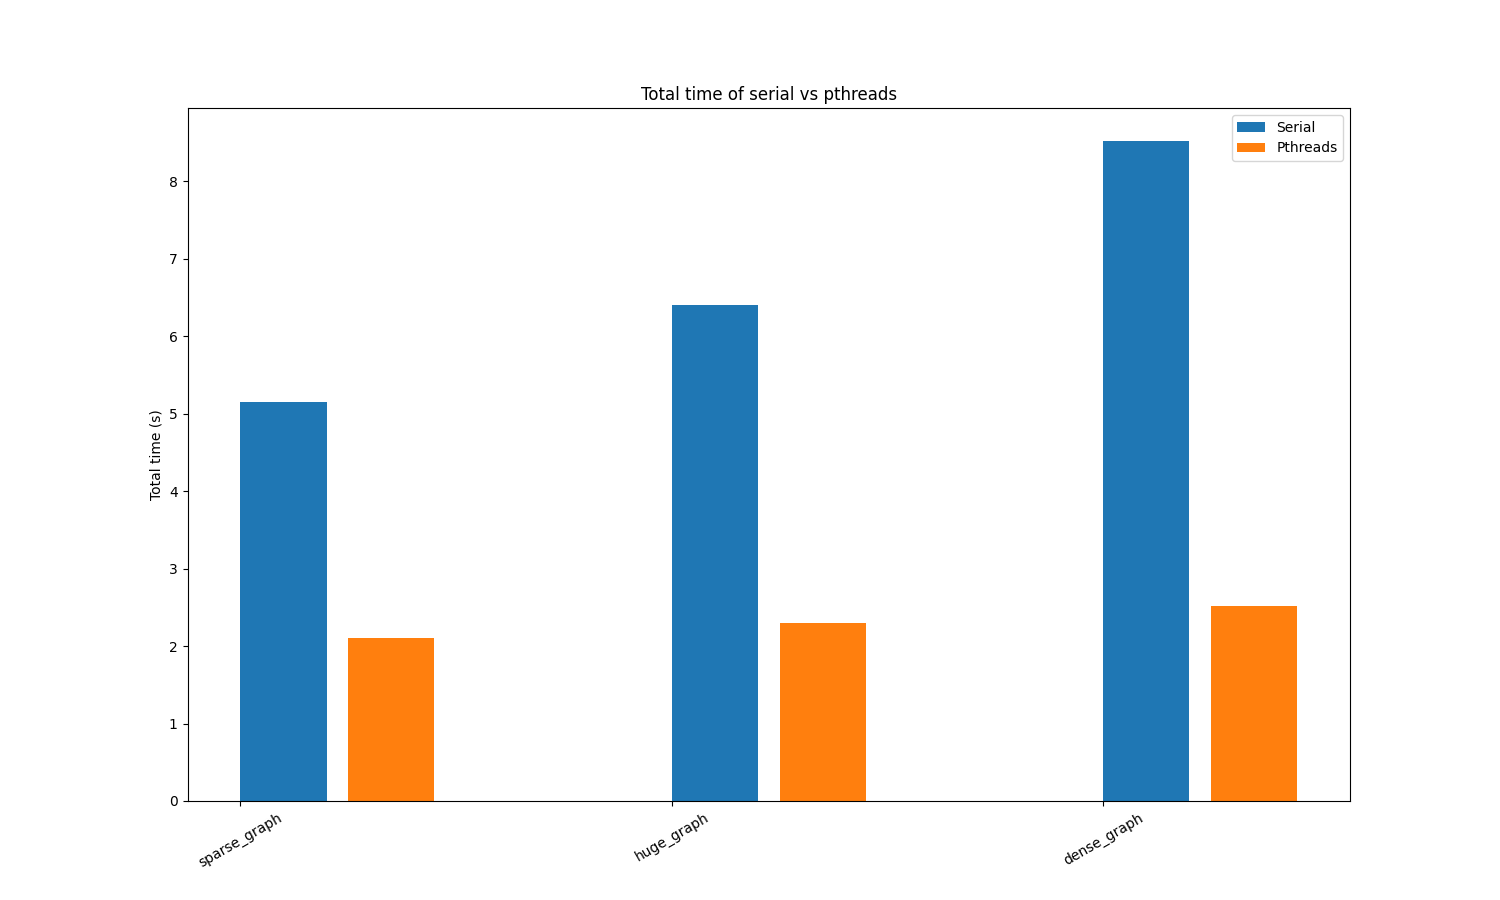 Total time of serial vs pthreads
Serial
Pthreads
Total time (s)
8
7
6
5
4
3
2
1
0
sparse_graph
huge_graph
dense_graph